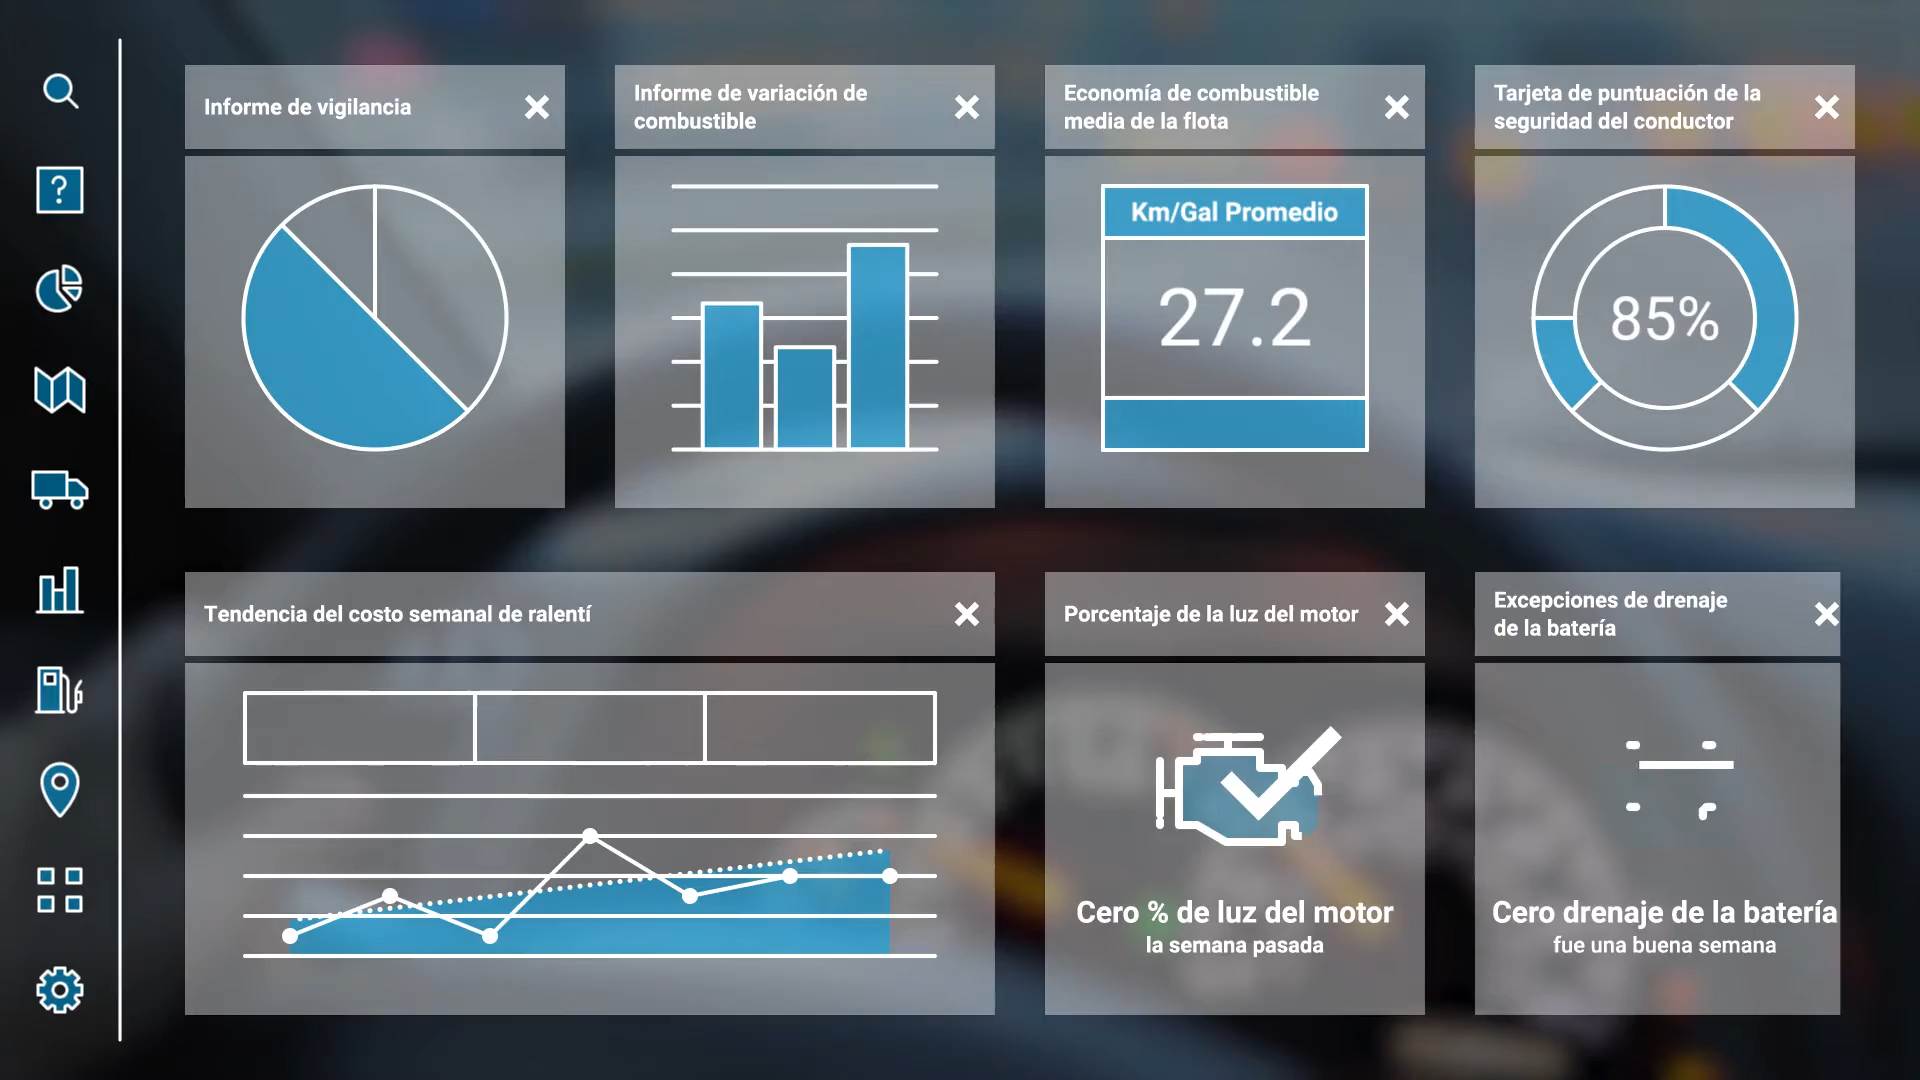 Informe de vigilancia
Informe de variación de
combustible
Economía de combustible
media de la flota
Tarjeta de puntuación de la
seguridad del conductor
?
Km/Gal Promedio
27.2
85%
Tendencia del costo semanal de ralentí
Porcentaje de la luz del motor
Excepciones de drenaje
de la batería
Cero % de luz del motor
la semana pasada
Cero drenaje de la batería
fue una buena semana